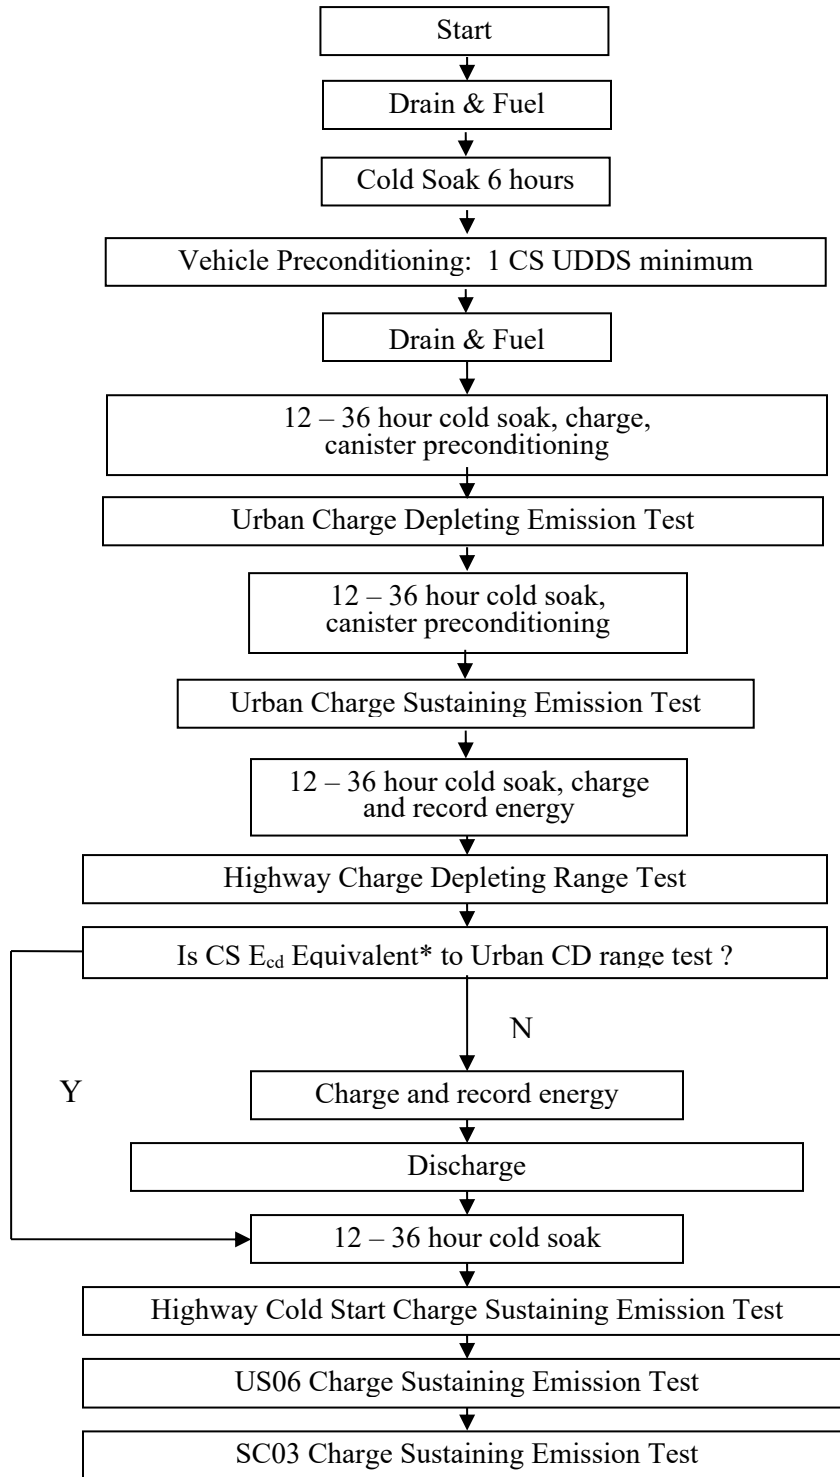 Start
Drain & Fuel
Cold Soak 6 hours
Vehicle Preconditioning:  1 CS UDDS minimum
Drain & Fuel
12 – 36 hour cold soak, charge,
canister preconditioning
Urban Charge Depleting Emission Test
12 – 36 hour cold soak,
canister preconditioning
Urban Charge Sustaining Emission Test
12 – 36 hour cold soak, charge
and record energy
Highway Charge Depleting Range Test
Is CS Ecd Equivalent* to Urban CD range test ?
N
Y
Charge and record energy
Discharge
12 – 36 hour cold soak
Highway Cold Start Charge Sustaining Emission Test
US06 Charge Sustaining Emission Test
SC03 Charge Sustaining Emission Test